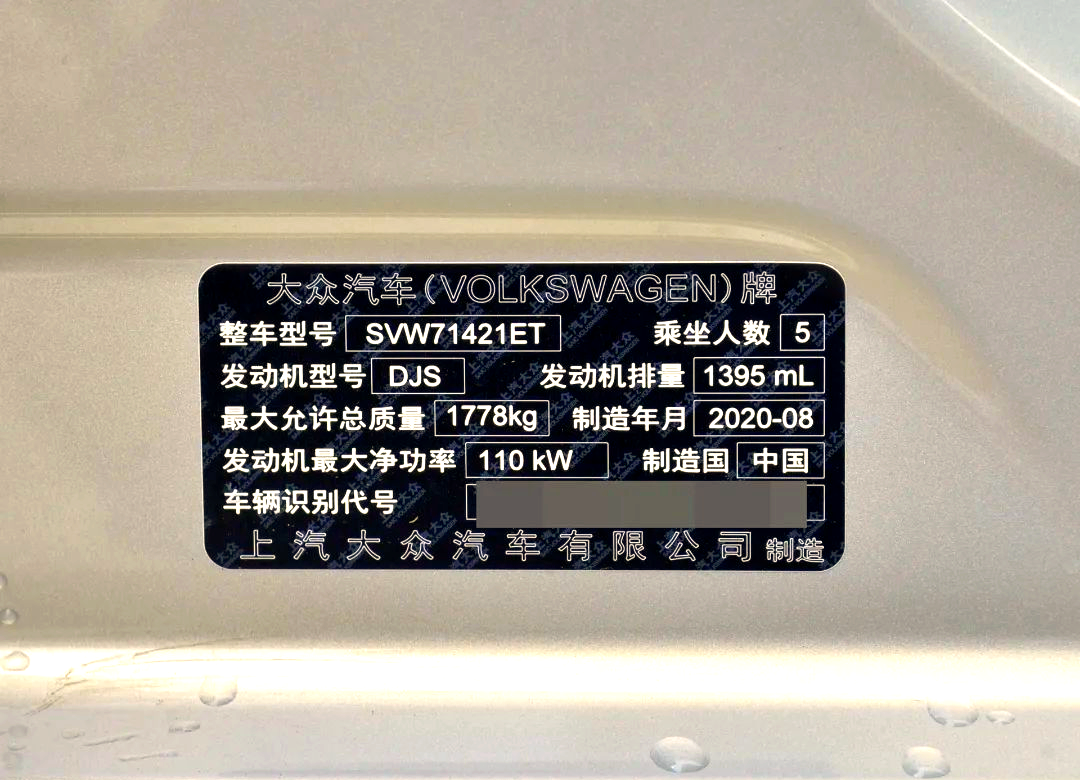 大众汽车(VOLKSWAGEN)牌
整车型号 SVW71421ET 乘坐人数 5
发动机型号 DJS 发动机排量 1395 mL
最大允许总质量 1778kg 制造年月 2020-08
发动机最大净功率 110 kW 制造国 中国
车辆识别代号
上汽大众汽车有限公司 制造